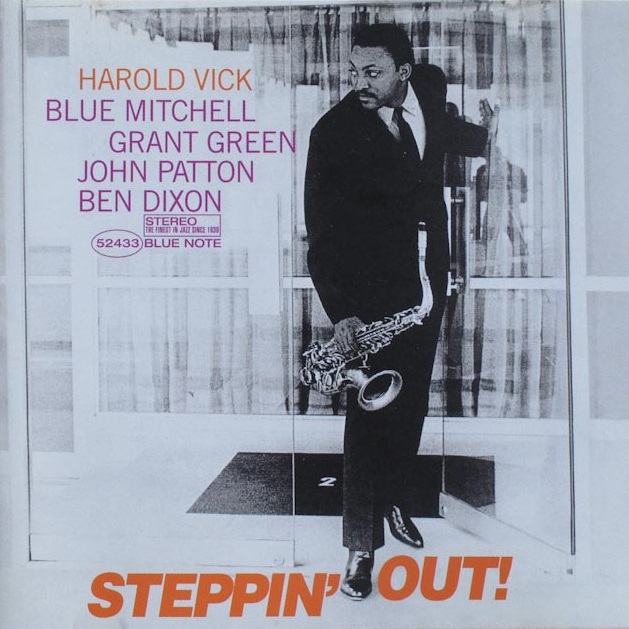 HAROLD VICK
BLUE MITCHELL
GRANT GREEN
JOHN PATTON
BEN DIXON
STEREO
THE FINEST IN JAZZ SINCE 1939
52433 BLUE NOTE
2
STEPPIN' OUT!